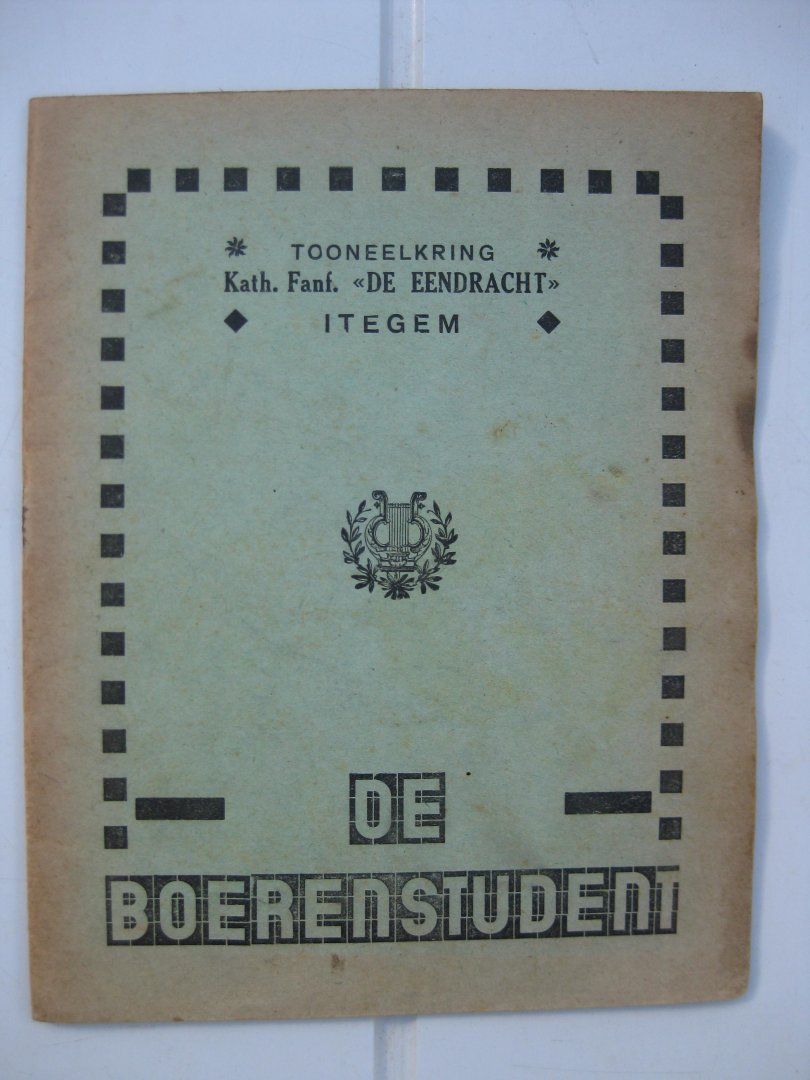 TOONEELKRING
Kath. Fanf. «DE EENDRACHT»
ITEGEM
DE
BOERENSTUDENT